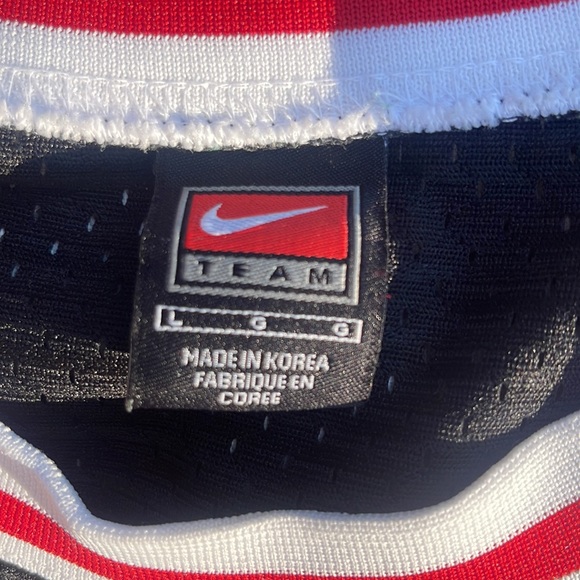 TEAM
L G G
MADE IN KOREA
FABRIQUE EN
COREE